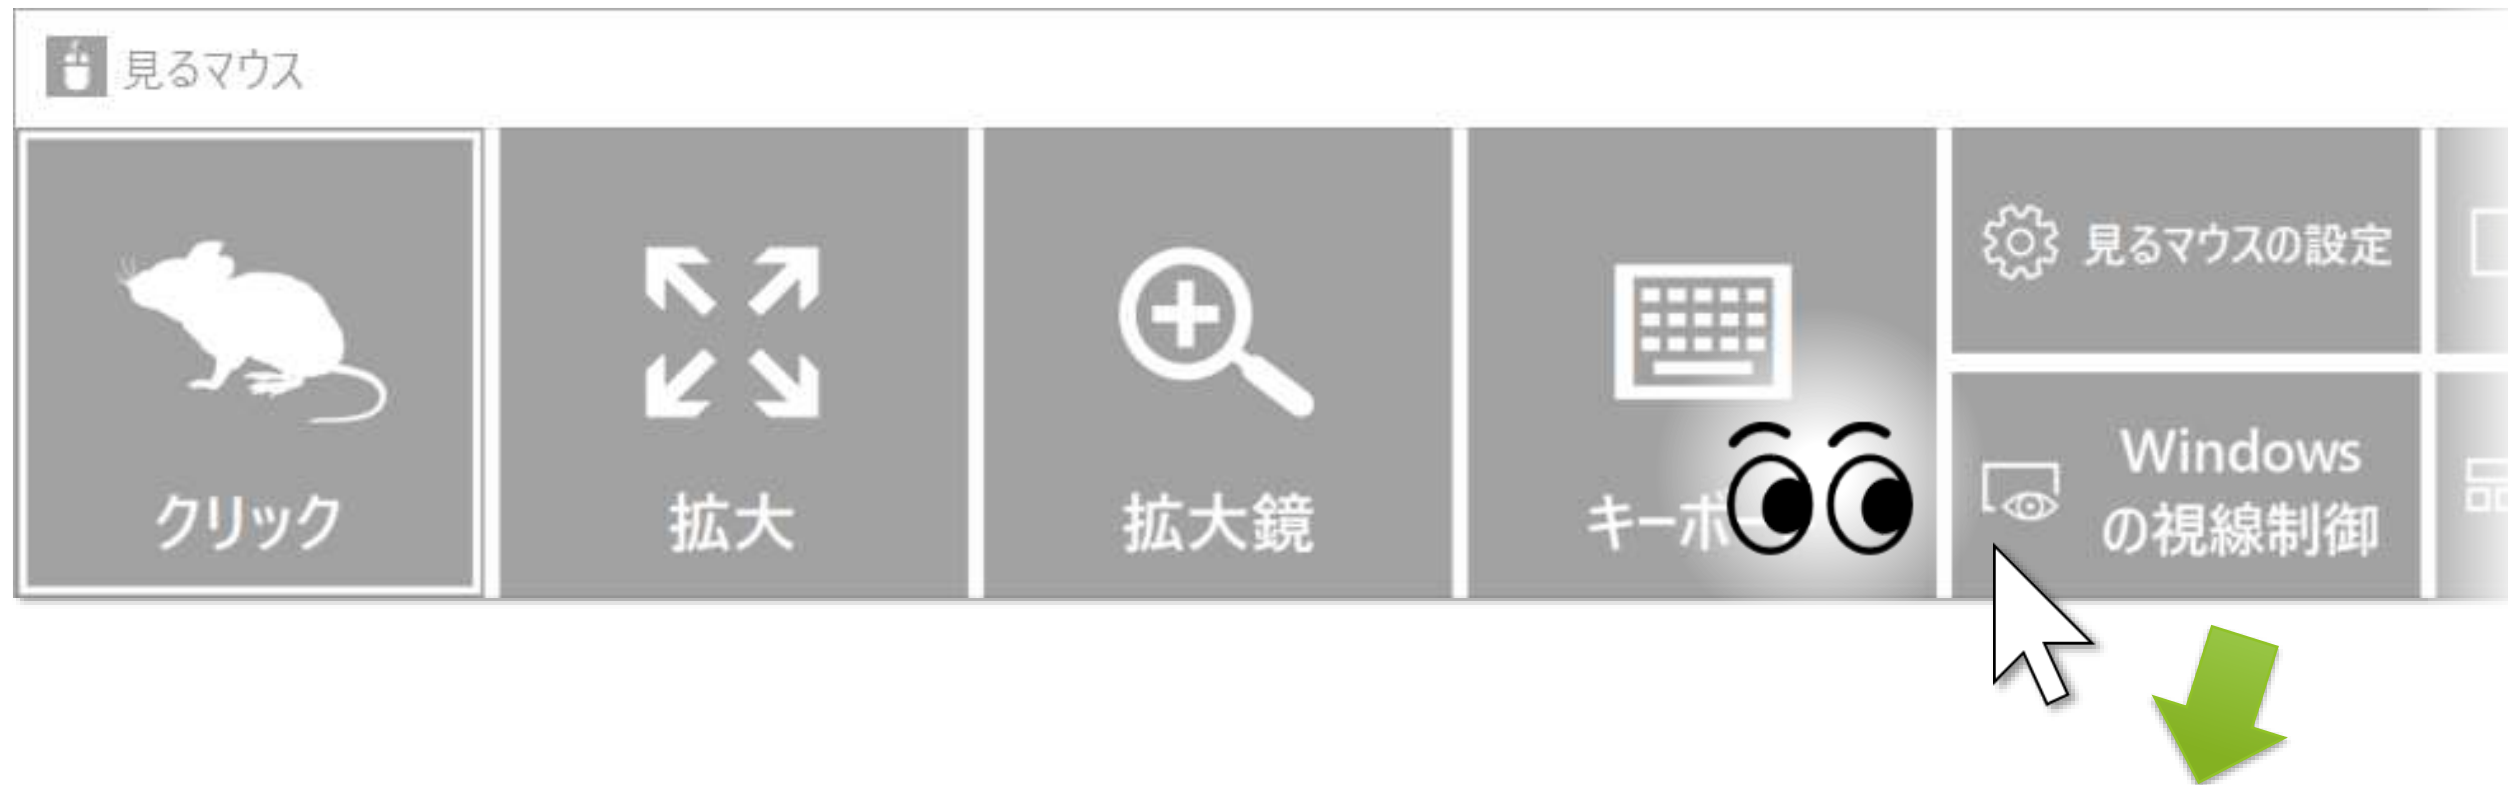 見るマウス
クリック
拡大
拡大鏡
キーボ
見るマウスの設定
Windows
の視線制御